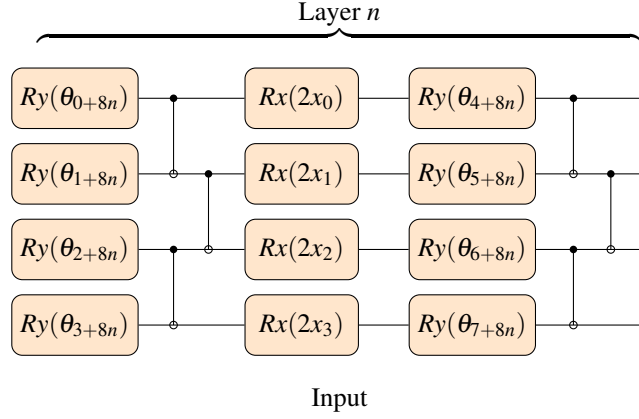 Layer n
Ry(θ₀₊₈ₙ) Rx(2x₀) Ry(θ₄₊₈ₙ)
Ry(θ₁₊₈ₙ) Rx(2x₁) Ry(θ₅₊₈ₙ)
Ry(θ₂₊₈ₙ) Rx(2x₂) Ry(θ₆₊₈ₙ)
Ry(θ₃₊₈ₙ) Rx(2x₃) Ry(θ₇₊₈ₙ)
Input